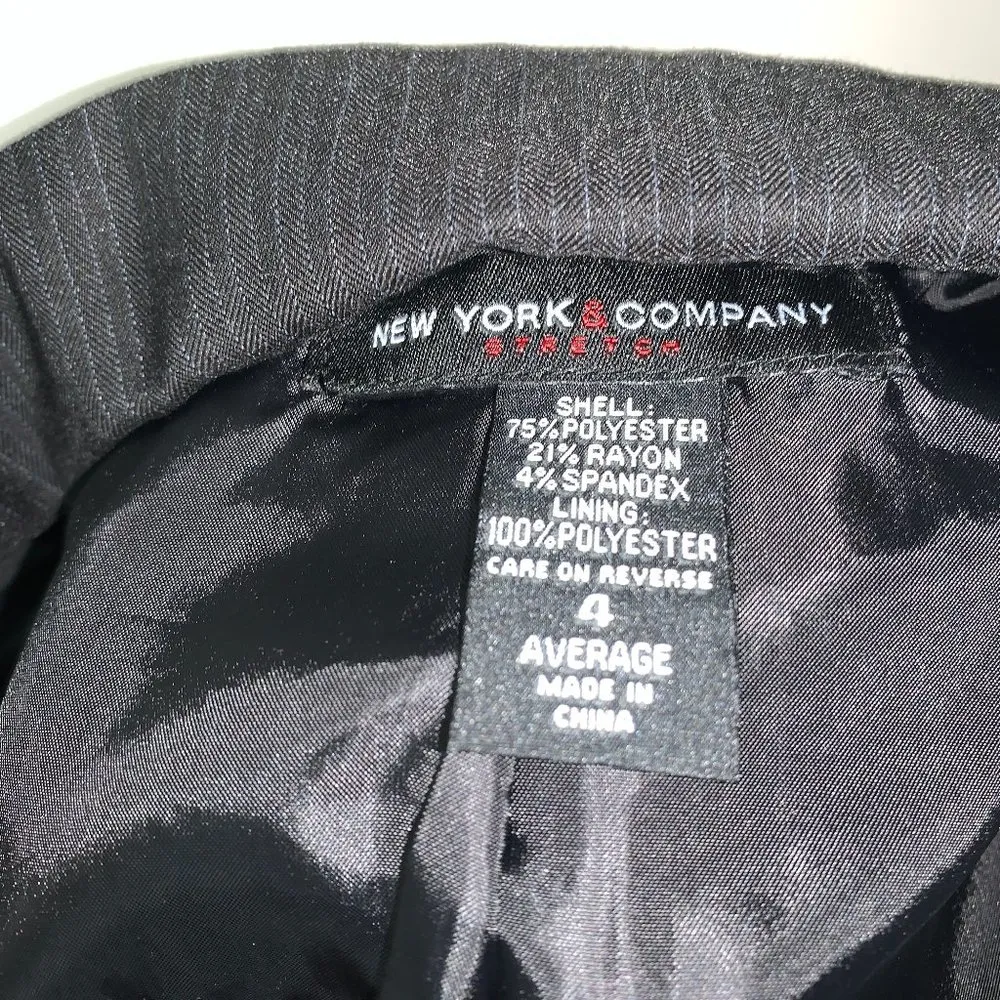 NEW YORK & COMPANY
STRETCH
SHELL:
75% POLYESTER
21% RAYON
4% SPANDEX
LINING:
100% POLYESTER
CARE ON REVERSE
4
AVERAGE
MADE IN
CHINA